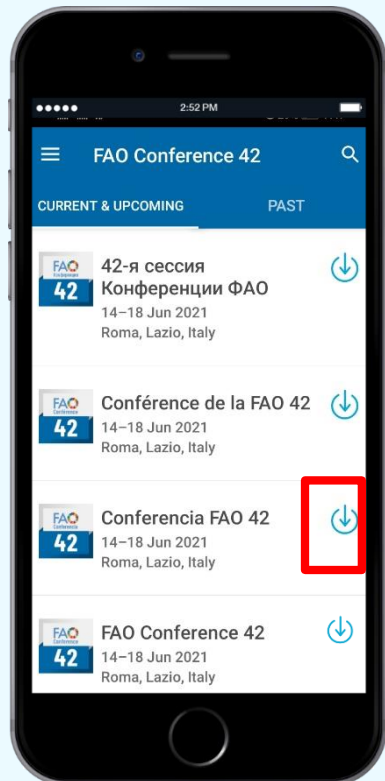 2:52 PM
FAO Conference 42
CURRENT & UPCOMING PAST
FAO
42
42-я сессия
Конференции ФАО
14–18 Jun 2021
Roma, Lazio, Italy
FAO
42
Conférence de la FAO 42
14–18 Jun 2021
Roma, Lazio, Italy
FAO
42
Conferencia FAO 42
14–18 Jun 2021
Roma, Lazio, Italy
FAO
42
FAO Conference 42
14–18 Jun 2021
Roma, Lazio, Italy